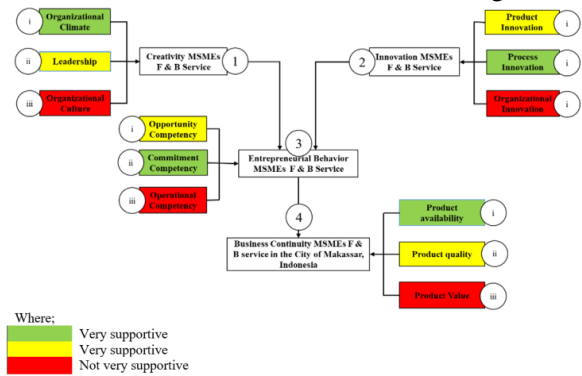 i
Organizational
Climate
ii
Leadership
iii
Organizational
Culture
Creativity MSMEs
F & B Service
1
2
Innovation MSMEs
F & B Service
Product
Innovation
i
Process
Innovation
i
Organizational
Innovation
i
i
Opportunity
Competency
ii
Commitment
Competency
iii
Operational
Competency
3
Entrepreneurial Behavior
MSMEs F & B Service
4
Business Continuity MSMEs F &
B service in the City of Makassar,
Indonesia
Product
availability
i
Product quality
ii
Product Value
iii
Where;
Very supportive
Very supportive
Not very supportive